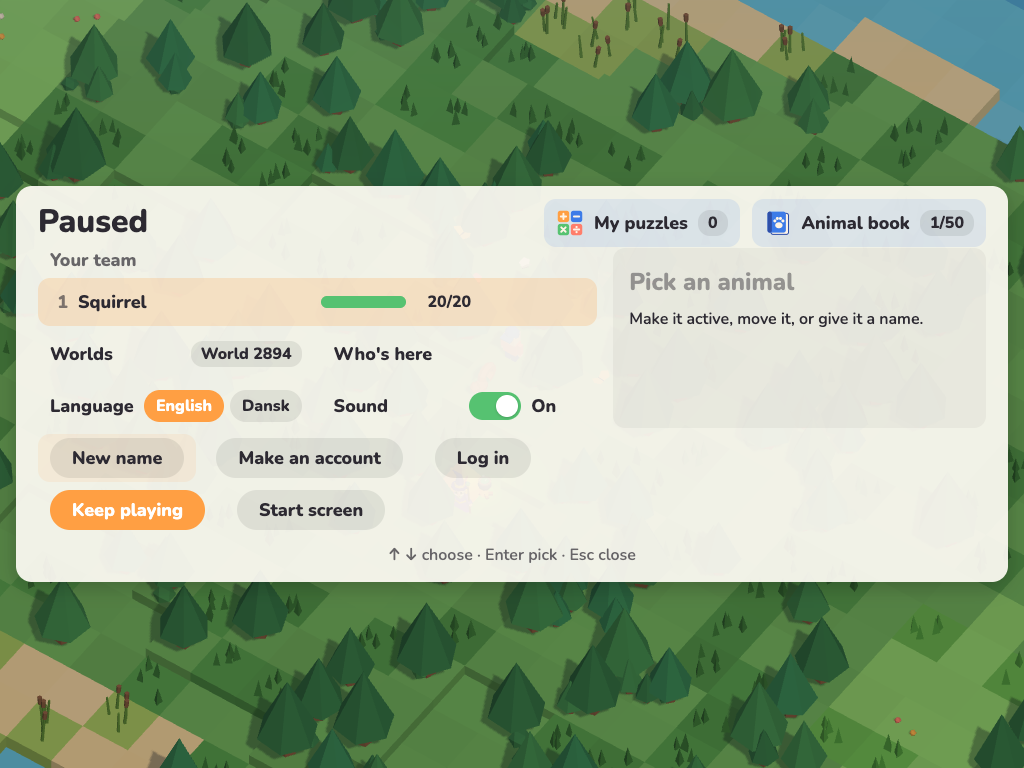 Paused
My puzzles 0
Animal book 1/50
Your team
1 Squirrel 20/20
Pick an animal
Make it active, move it, or give it a name.
Worlds World 2894 Who's here
Language English Dansk Sound On
New name Make an account Log in
Keep playing Start screen
↑ ↓ choose · Enter pick · Esc close